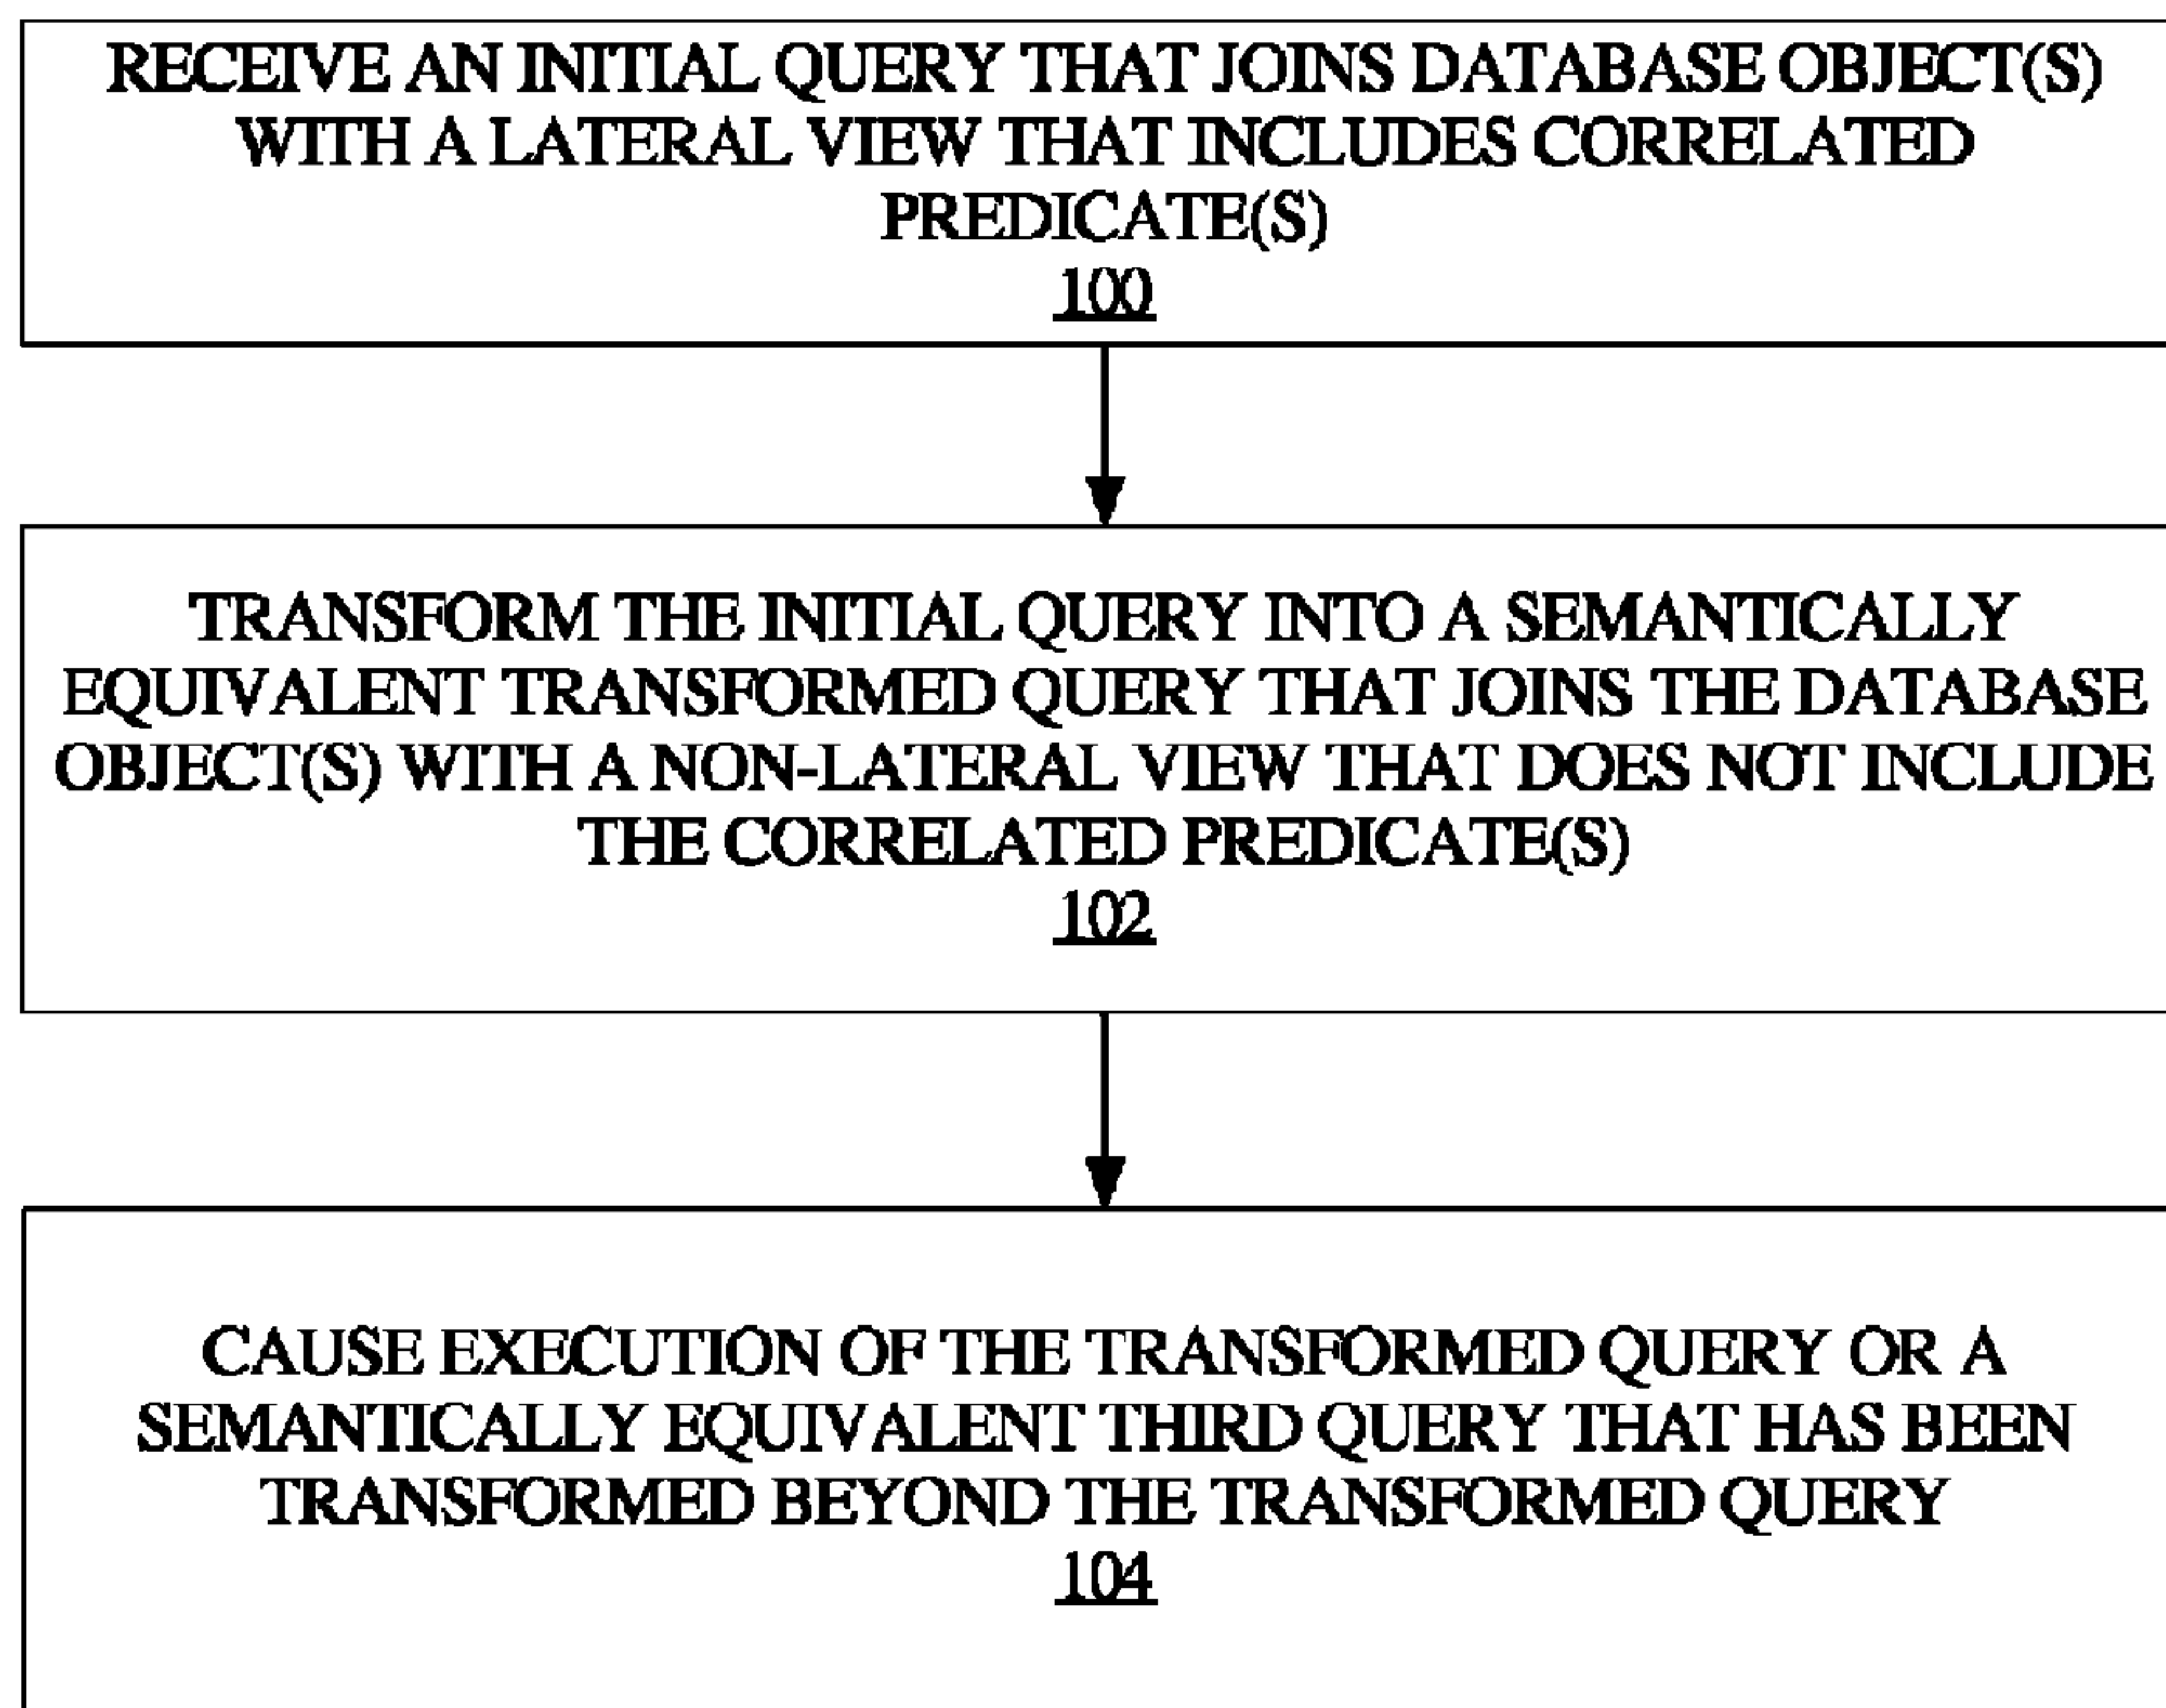 RECEIVE AN INITIAL QUERY THAT JOINS DATABASE OBJECT(S)
WITH A LATERAL VIEW THAT INCLUDES CORRELATED
PREDICATE(S)
100
TRANSFORM THE INITIAL QUERY INTO A SEMANTICALLY
EQUIVALENT TRANSFORMED QUERY THAT JOINS THE DATABASE
OBJECT(S) WITH A NON-LATERAL VIEW THAT DOES NOT INCLUDE
THE CORRELATED PREDICATE(S)
102
CAUSE EXECUTION OF THE TRANSFORMED QUERY OR A
SEMANTICALLY EQUIVALENT THIRD QUERY THAT HAS BEEN
TRANSFORMED BEYOND THE TRANSFORMED QUERY
104